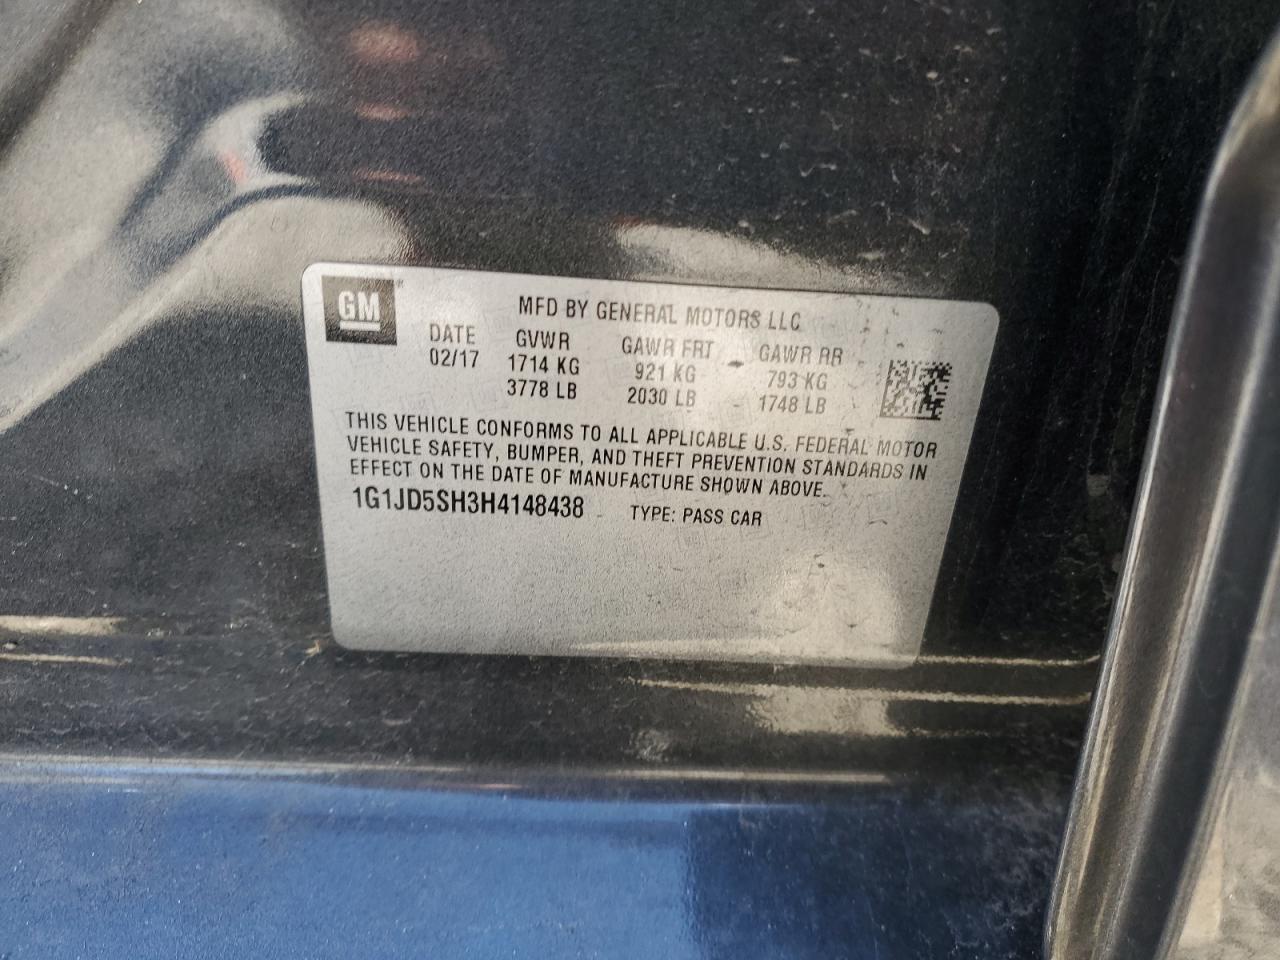 GM
MFD BY GENERAL MOTORS LLC
DATE GVWR GAWR FRT GAWR RR
02/17 1714 KG 921 KG 793 KG
3778 LB 2030 LB 1748 LB
THIS VEHICLE CONFORMS TO ALL APPLICABLE U.S. FEDERAL MOTOR
VEHICLE SAFETY, BUMPER, AND THEFT PREVENTION STANDARDS IN
EFFECT ON THE DATE OF MANUFACTURE SHOWN ABOVE.
1G1JD5SH3H4148438 TYPE: PASS CAR